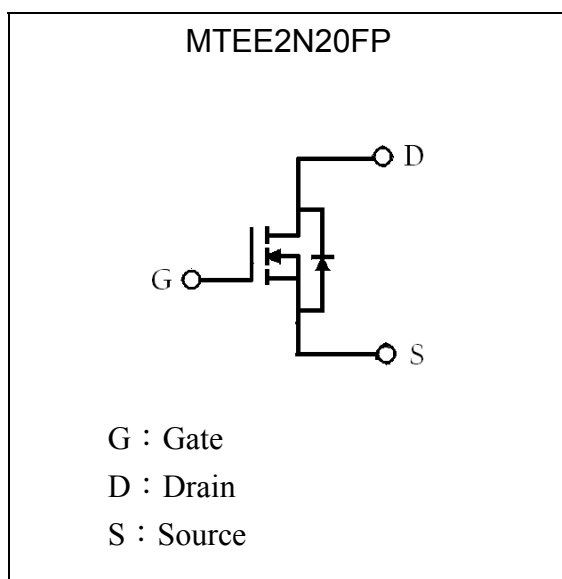 MTEE2N20FP
D
G
S
G：Gate
D：Drain
S：Source